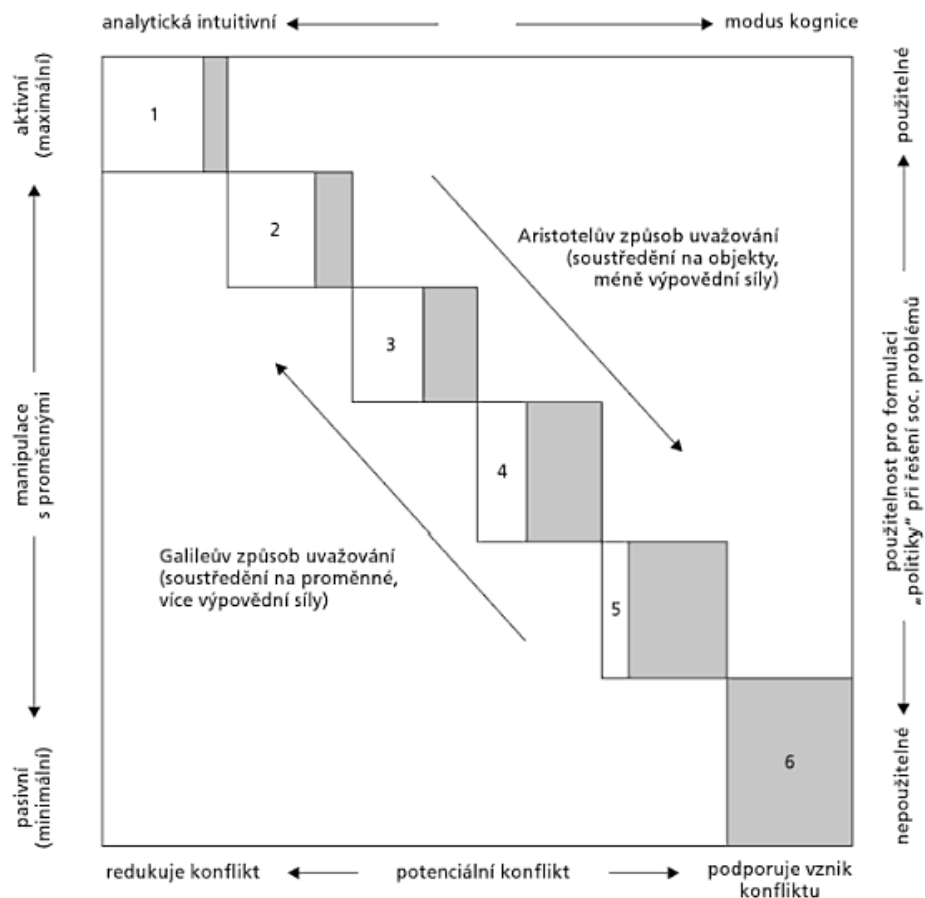 analytická intuitivní
modus kognice
aktivní
(maximální)
manipulace
s proměnnými
pasivní
(minimální)
1
2
3
4
5
6
Aristotelův způsob uvažování
(soustředění na objekty,
méně výpovědní síly)
Galileův způsob uvažování
(soustředění na proměnné,
více výpovědní síly)
použitelné
použitelnost pro formulaci
„politiky“ při řešení soc. problémů
nepoužitelné
redukuje konflikt
potenciální konflikt
podporuje vznik
konfliktu